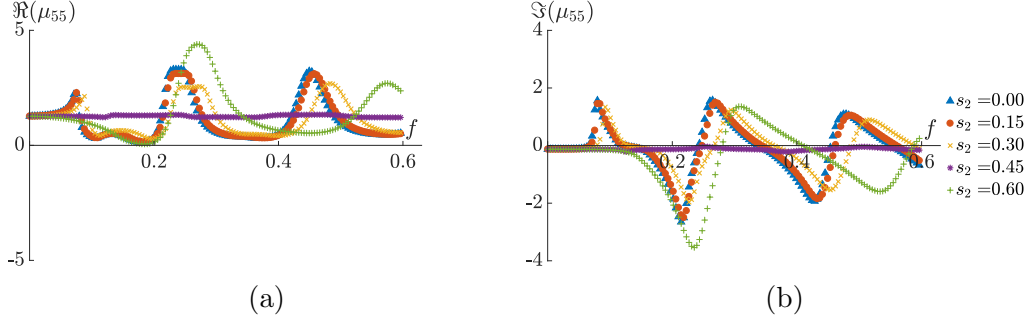 ℜ(μ₅₅)
5
0
-5
0.2
0.4
0.6
f
(a)
ℑ(μ₅₅)
4
2
0
-2
-4
0.2
0.4
0.6
f
(b)
s₂ =0.00
s₂ =0.15
s₂ =0.30
s₂ =0.45
s₂ =0.60